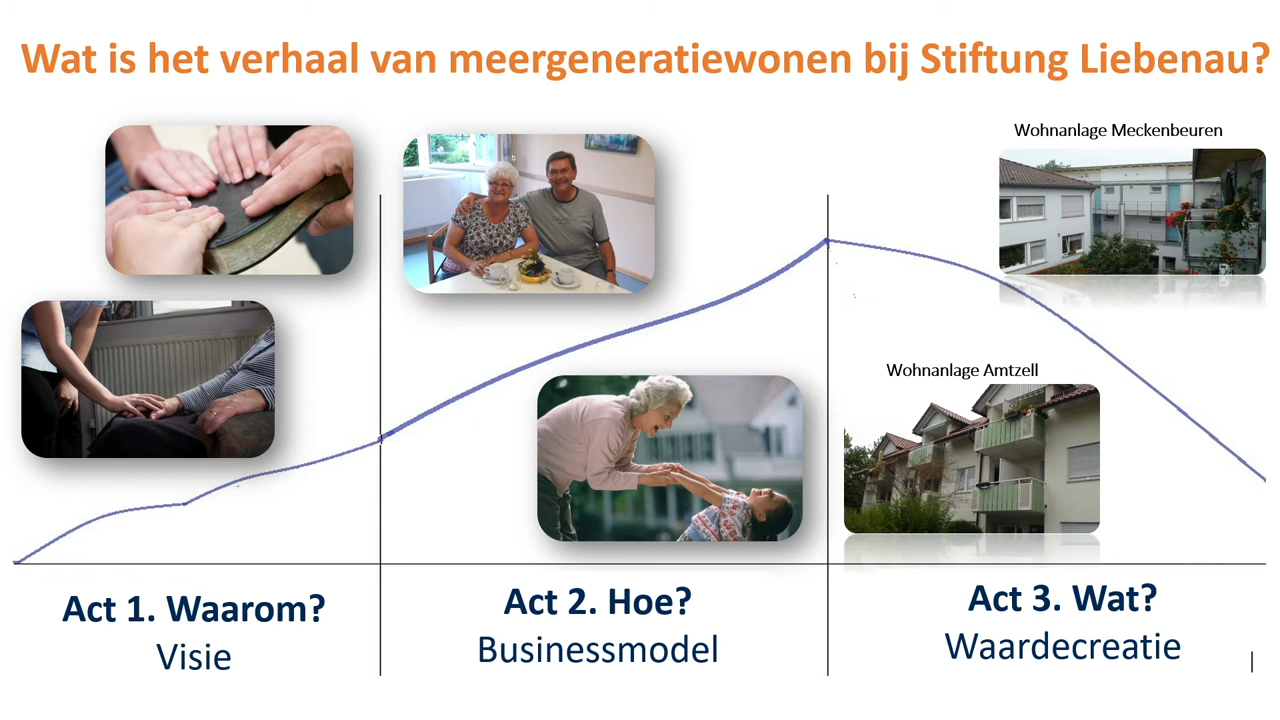 Wat is het verhaal van meergeneratiewonen bij Stiftung Liebenau?
Wohnanlage Meckenbeuren
Wohnanlage Amtzell
Act 1. Waarom?
Visie
Act 2. Hoe?
Businessmodel
Act 3. Wat?
Waardecreatie